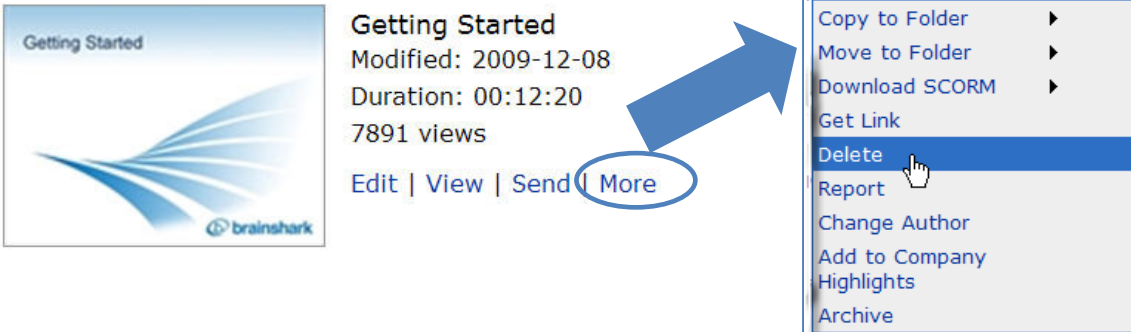 Getting Started
brainshark
Getting Started
Modified: 2009-12-08
Duration: 00:12:20
7891 views
Edit | View | Send | More
Copy to Folder
Move to Folder
Download SCORM
Get Link
Delete
Report
Change Author
Add to Company
Highlights
Archive